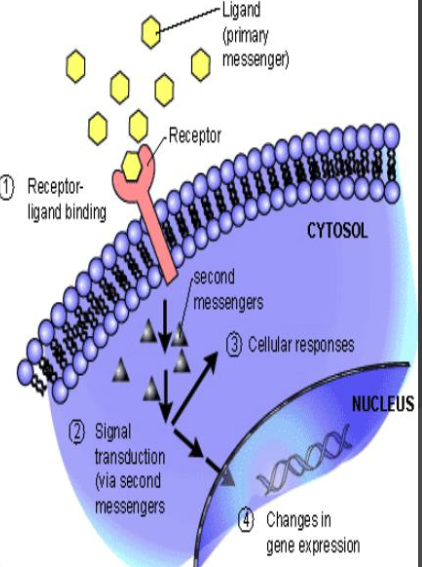 Ligand
(primary
messenger)
Receptor
1 Receptor-
ligand binding
CYTOSOL
second
messengers
3 Cellular responses
NUCLEUS
2 Signal
transduction
(via second
messengers
4 Changes in
gene expression